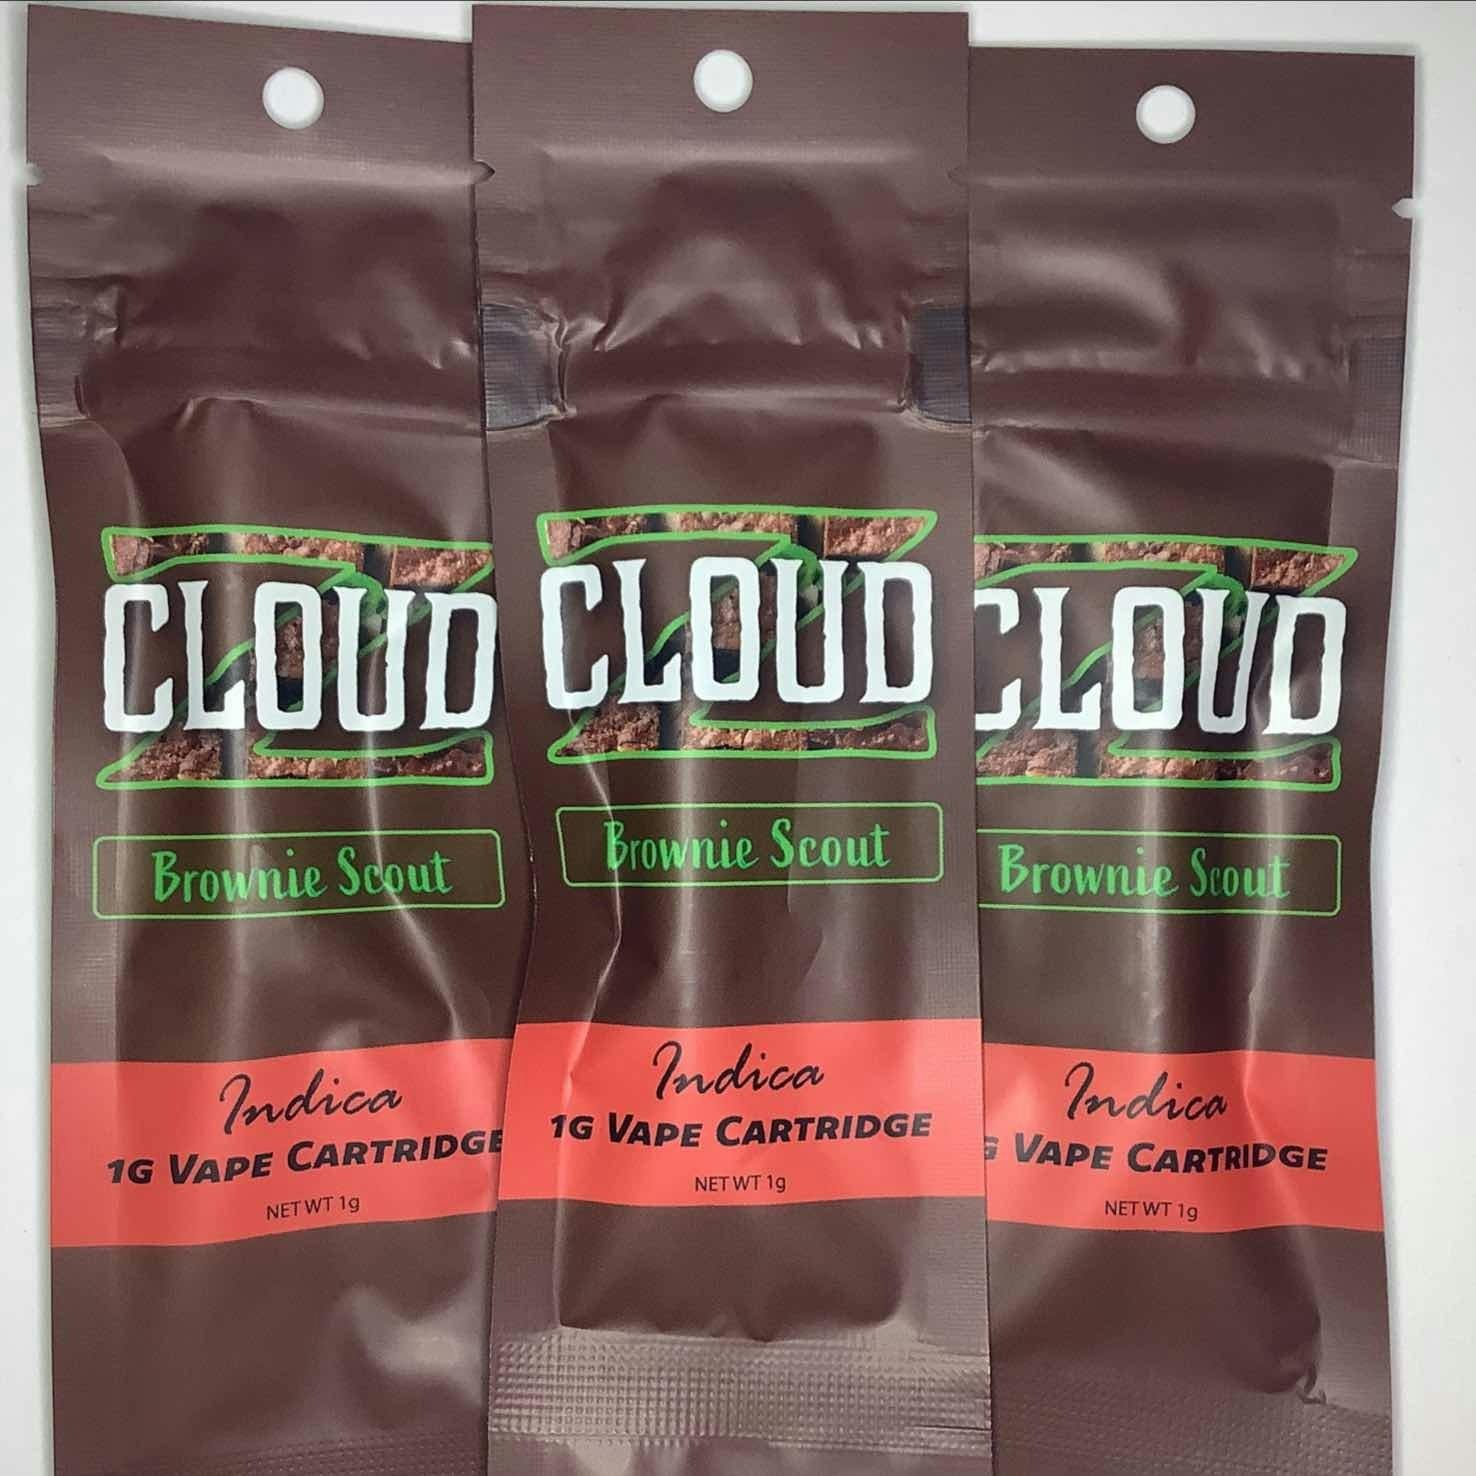 CLOUD
Brownie Scout
Indica
1G VAPE CARTRIDGE
NET WT 1g
CLOUD
Brownie Scout
Indica
1G VAPE CARTRIDGE
NET WT 1g
CLOUD
Brownie Scout
Indica
G VAPE CARTRIDGE
NET WT 1g